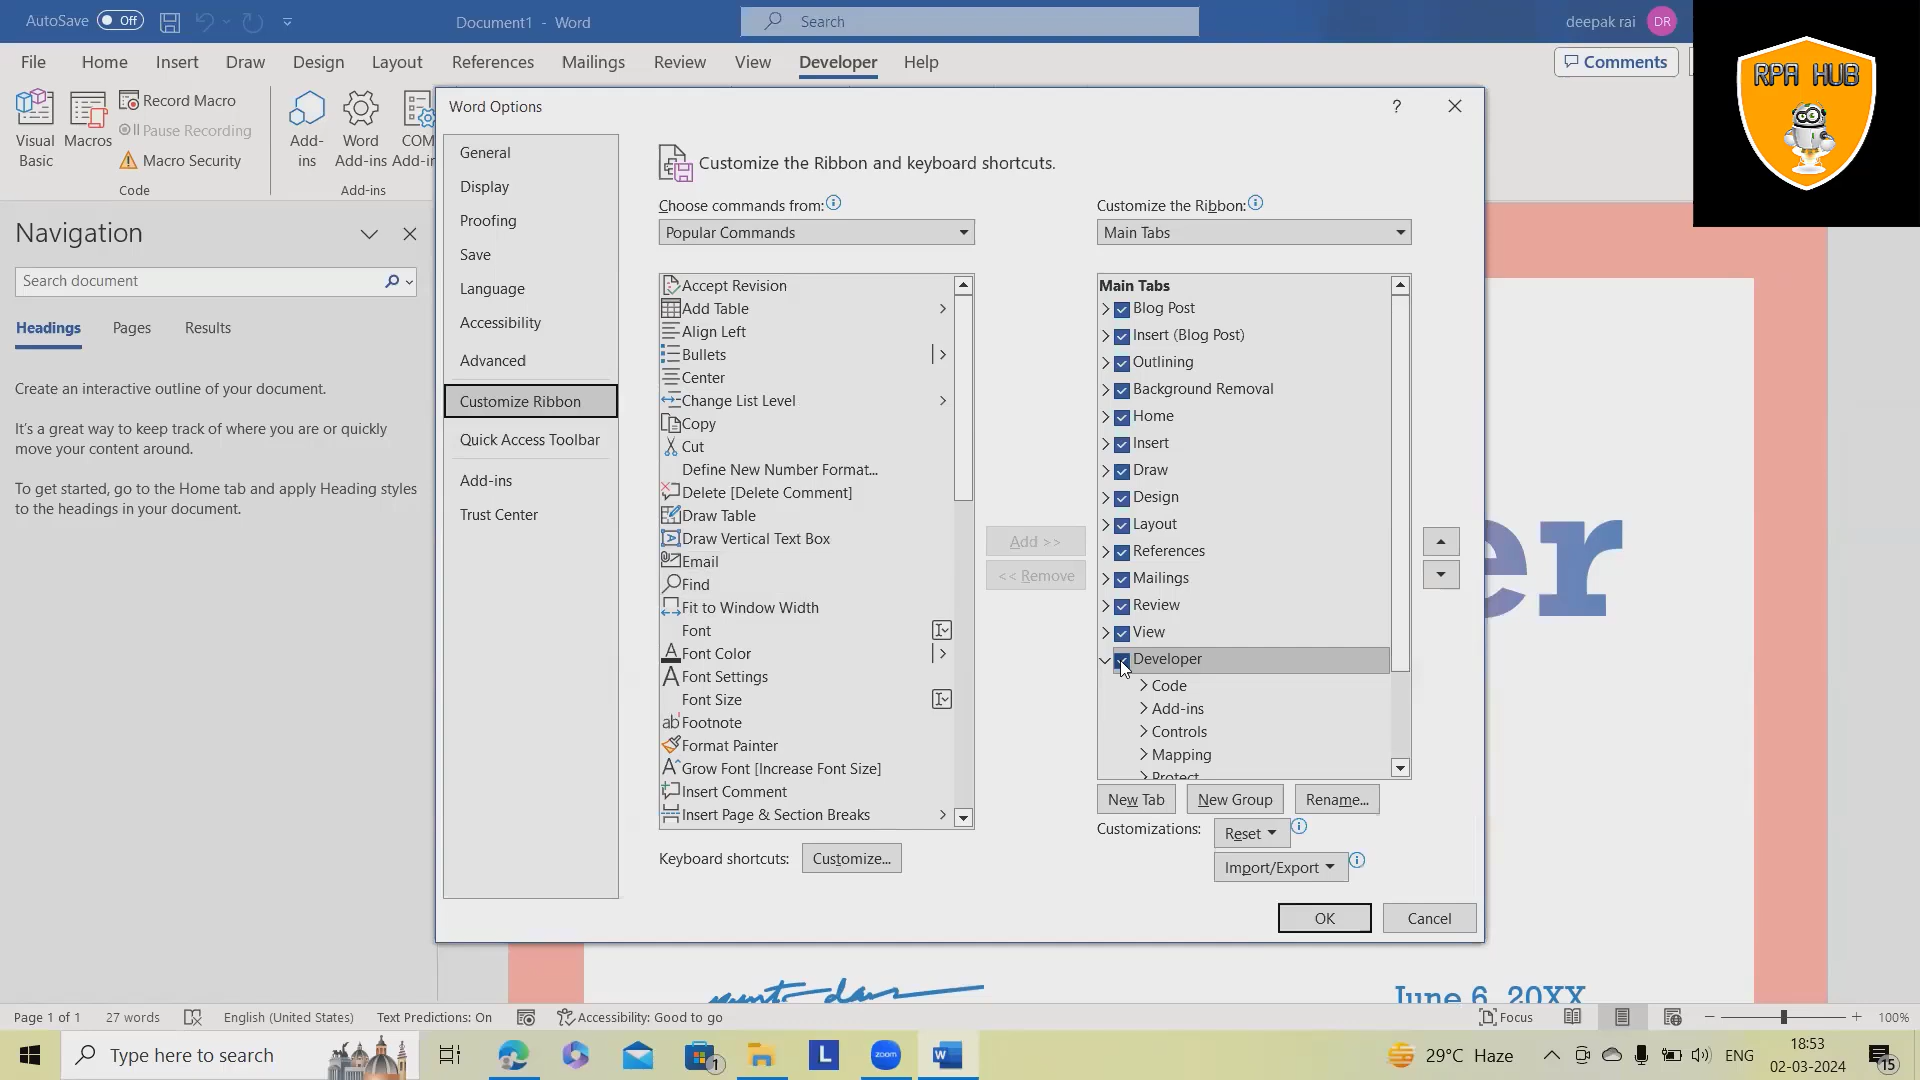 AutoSave Off
Document1 - Word
Search
deepak rai DR
RPA HUB
File Home Insert Draw Design Layout References Mailings Review View Developer Help
Comments
Visual Basic
Macros
Record Macro
Pause Recording
Macro Security
Code
Add-ins
Word Add-ins
COM
Add-in
Add-ins
Navigation
Search document
Headings Pages Results
Create an interactive outline of your document.
It's a great way to keep track of where you are or quickly
move your content around.
To get started, go to the Home tab and apply Heading styles
to the headings in your document.
Word Options
?
General
Display
Proofing
Save
Language
Accessibility
Advanced
Customize Ribbon
Quick Access Toolbar
Add-ins
Trust Center
Customize the Ribbon and keyboard shortcuts.
Choose commands from:
Popular Commands
Accept Revision
Add Table
Align Left
Bullets
Center
Change List Level
Copy
Cut
Define New Number Format...
Delete [Delete Comment]
Draw Table
Draw Vertical Text Box
Email
Find
Fit to Window Width
Font
Font Color
Font Settings
Font Size
Footnote
Format Painter
Grow Font [Increase Font Size]
Insert Comment
Insert Page & Section Breaks
Keyboard shortcuts: Customize...
Add >>
<< Remove
Customize the Ribbon:
Main Tabs
Main Tabs
Blog Post
Insert (Blog Post)
Outlining
Background Removal
Home
Insert
Draw
Design
Layout
References
Mailings
Review
View
Developer
Code
Add-ins
Controls
Mapping
Protect
New Tab New Group Rename...
Customizations: Reset
Import/Export
OK Cancel
er
June 6, 20XX
Page 1 of 1 27 words English (United States) Text Predictions: On Accessibility: Good to go
Focus 100%
Type here to search
1
L
zoom
W
29°C Haze
ENG
18:53
02-03-2024
15